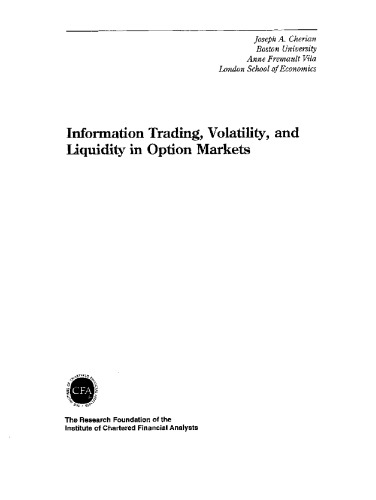 Joseph A. Cherian
Boston University
Anne Fremault Vila
London School of Economics
Information Trading, Volatility, and
Liquidity in Option Markets
CFA
The Research Foundation of the
Institute of Chartered Financial Analysts